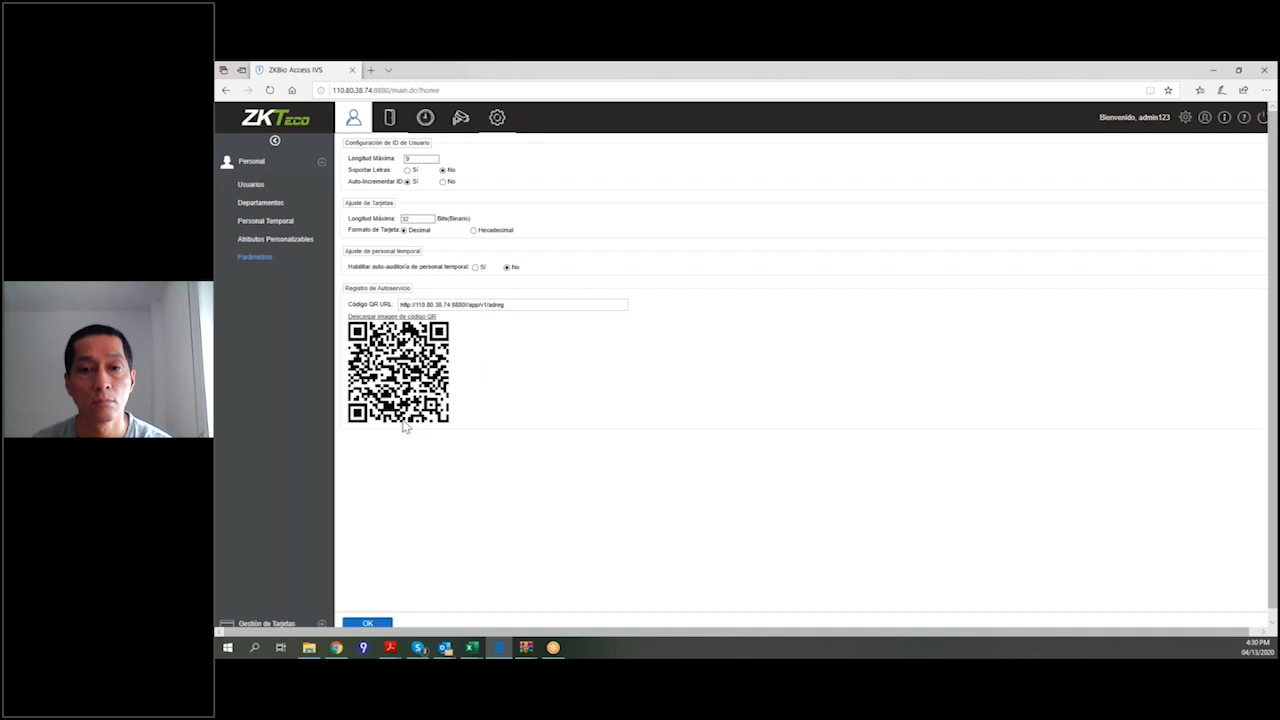 ZKBio Access IVS
110.80.38.74:8880/main.do?home
ZKTeco
Bienvenido, admin123
Personal
Usuarios
Departamentos
Personal Temporal
Atributos Personalizables
Parámetros
Gestión de Tarjetas
Configuración de ID de Usuario
Longitud Máxima: 9
Soportar Letras: Sí No
Auto-Incrementar ID: Sí No
Ajuste de Tarjetas
Longitud Máxima: 32 Bits(Binario)
Formato de Tarjeta: Decimal Hexadecimal
Ajuste de personal temporal
Habilitar auto-auditoría de personal temporal: Sí No
Registro de Autoservicio
Código QR URL: http://110.80.38.74:8880//app/v1/adreg
Descargar imagen de código QR
OK
4:30 PM
04/13/2020